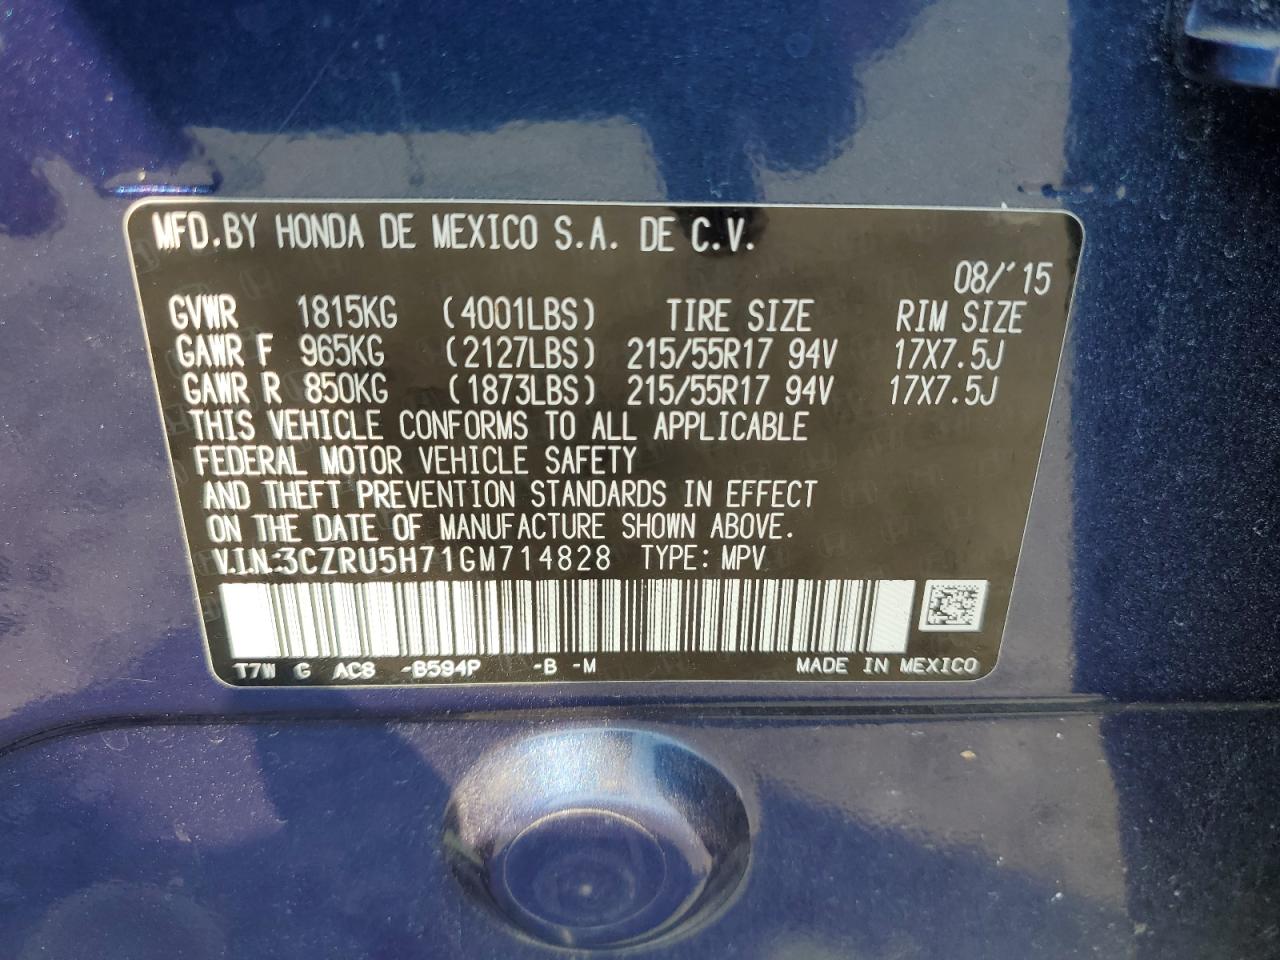 MFD.BY HONDA DE MEXICO S.A. DE C.V.
08/'15
GVWR 1815KG (4001LBS) TIRE SIZE RIM SIZE
GAWR F 965KG (2127LBS) 215/55R17 94V 17X7.5J
GAWR R 850KG (1873LBS) 215/55R17 94V 17X7.5J
THIS VEHICLE CONFORMS TO ALL APPLICABLE
FEDERAL MOTOR VEHICLE SAFETY
AND THEFT PREVENTION STANDARDS IN EFFECT
ON THE DATE OF MANUFACTURE SHOWN ABOVE.
V.I.N:3CZRU5H71GM714828 TYPE: MPV
T7W G AC8 -B594P -B -M MADE IN MEXICO